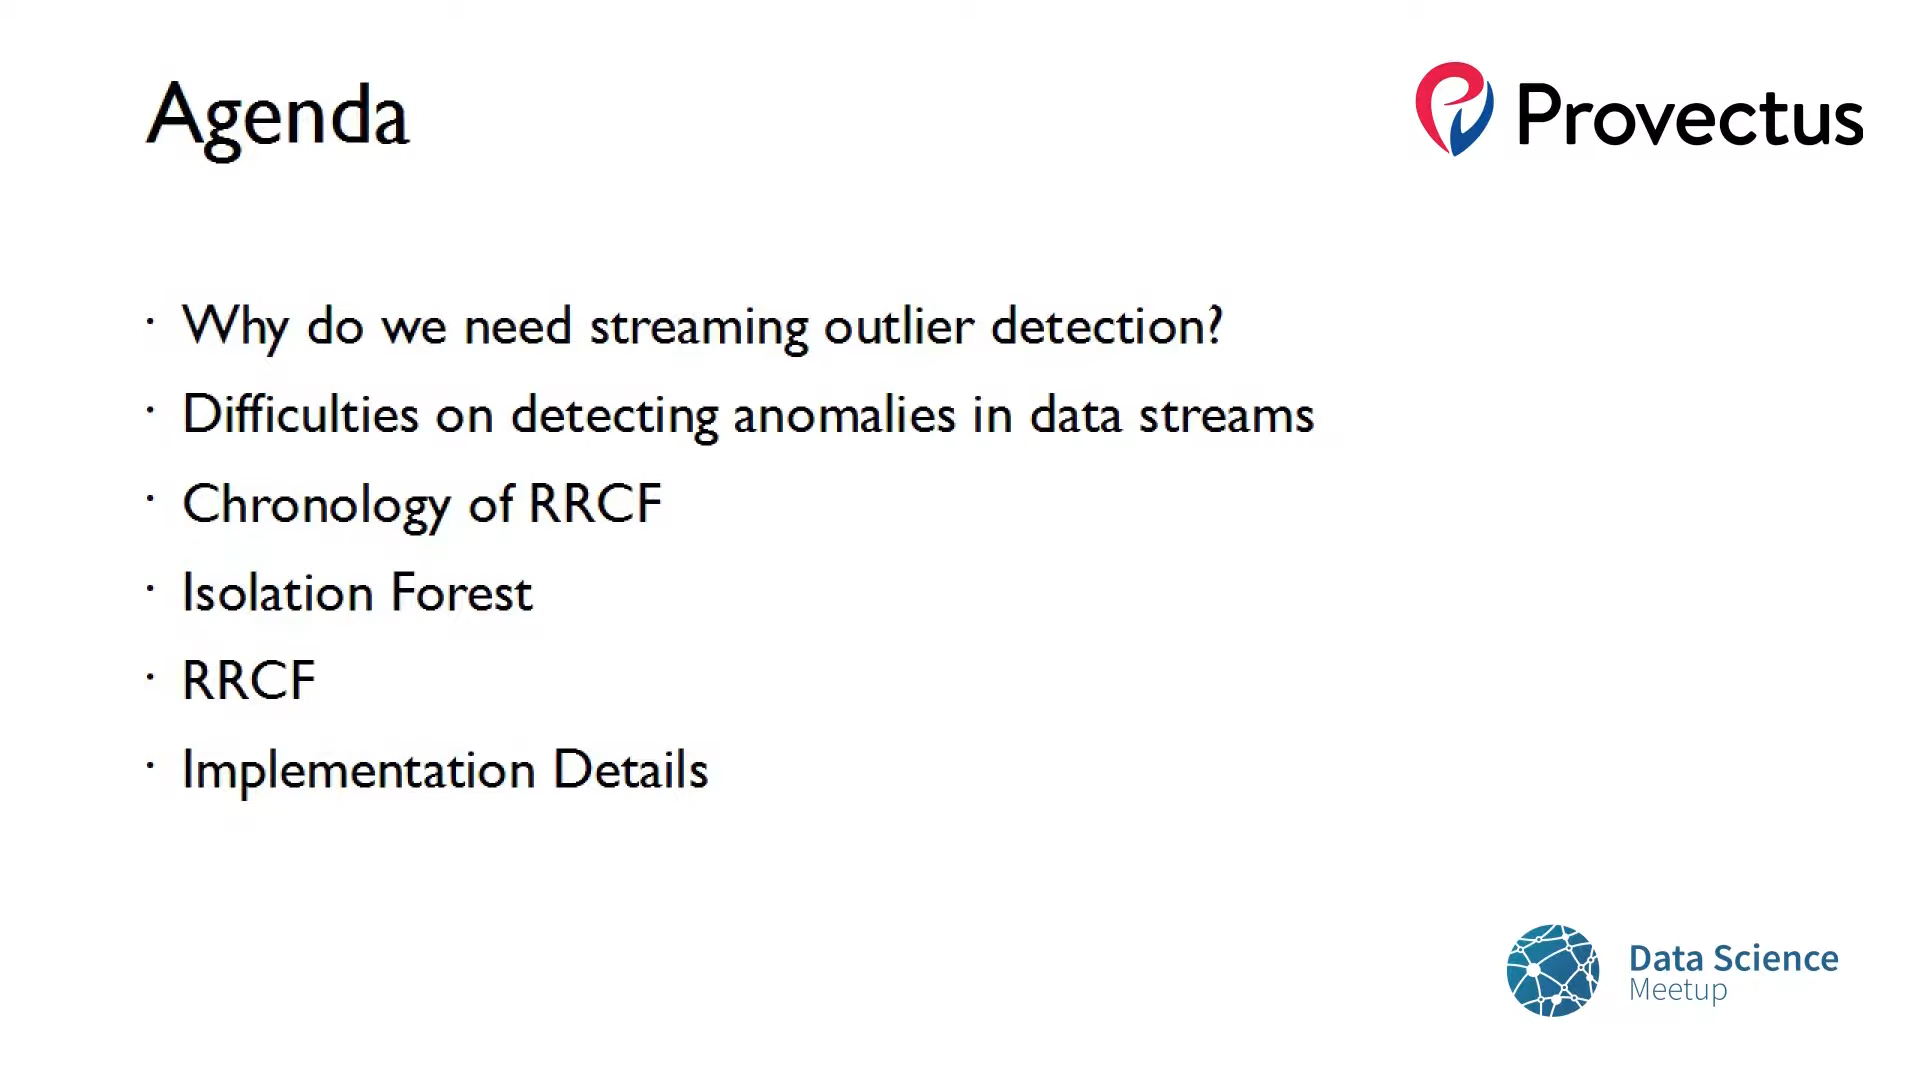 Agenda
Provectus
· Why do we need streaming outlier detection?
· Difficulties on detecting anomalies in data streams
· Chronology of RRCF
· Isolation Forest
· RRCF
· Implementation Details
Data Science
Meetup